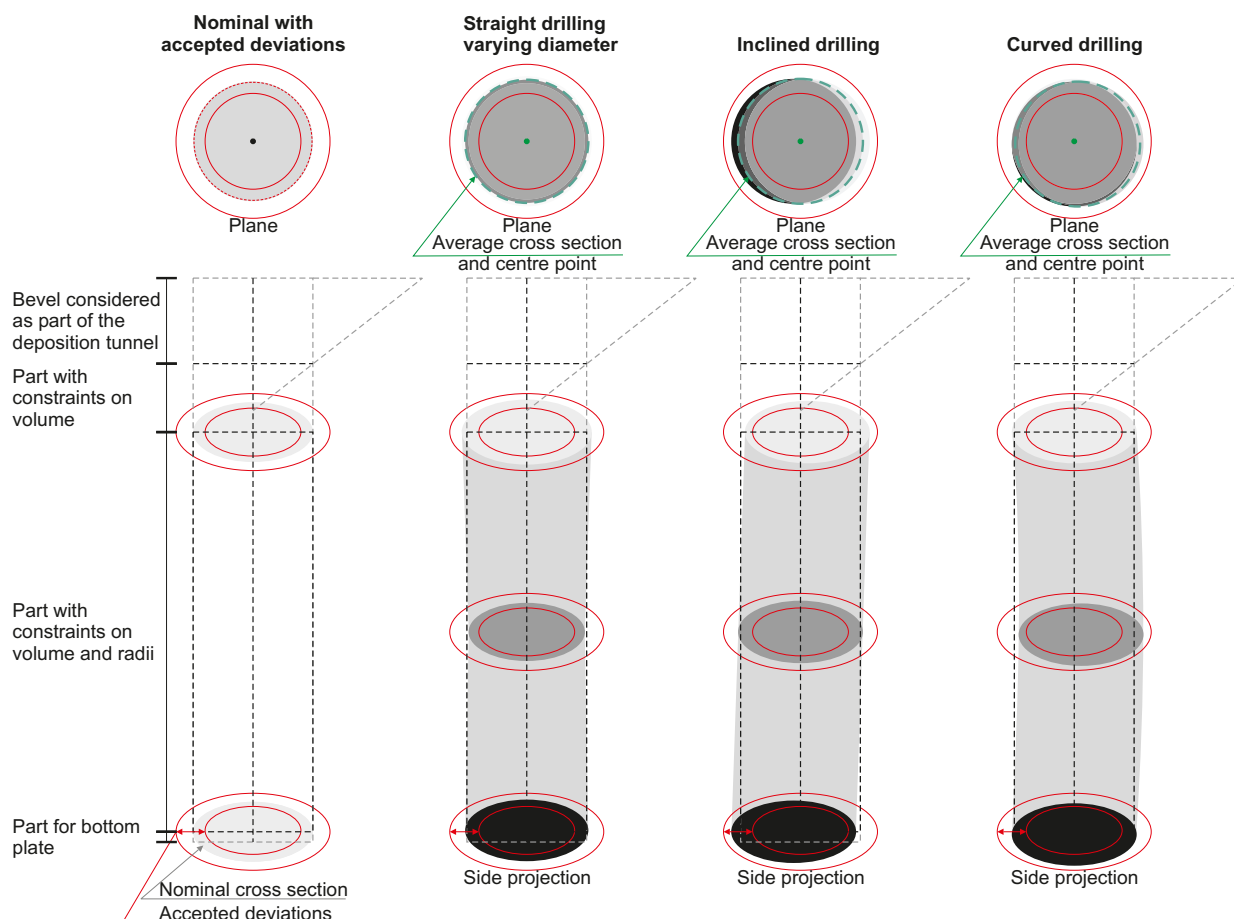 Nominal with
accepted deviations
Straight drilling
varying diameter
Inclined drilling
Curved drilling
Plane
Plane
Average cross section
and centre point
Plane
Average cross section
and centre point
Plane
Average cross section
and centre point
Bevel considered
as part of the
deposition tunnel
Part with
constraints on
volume
Part with
constraints on
volume and radii
Part for bottom
plate
Nominal cross section
Accepted deviations
Side projection
Side projection
Side projection